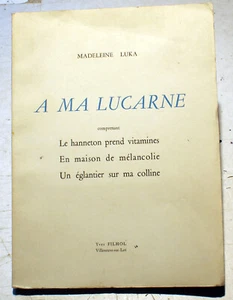 MADELEINE LUKA
A MA LUCARNE
comprenant
Le hanneton prend vitamines
En maison de mélancolie
Un églantier sur ma colline
Yves FILHOL
Villeneuve-sur-Lot